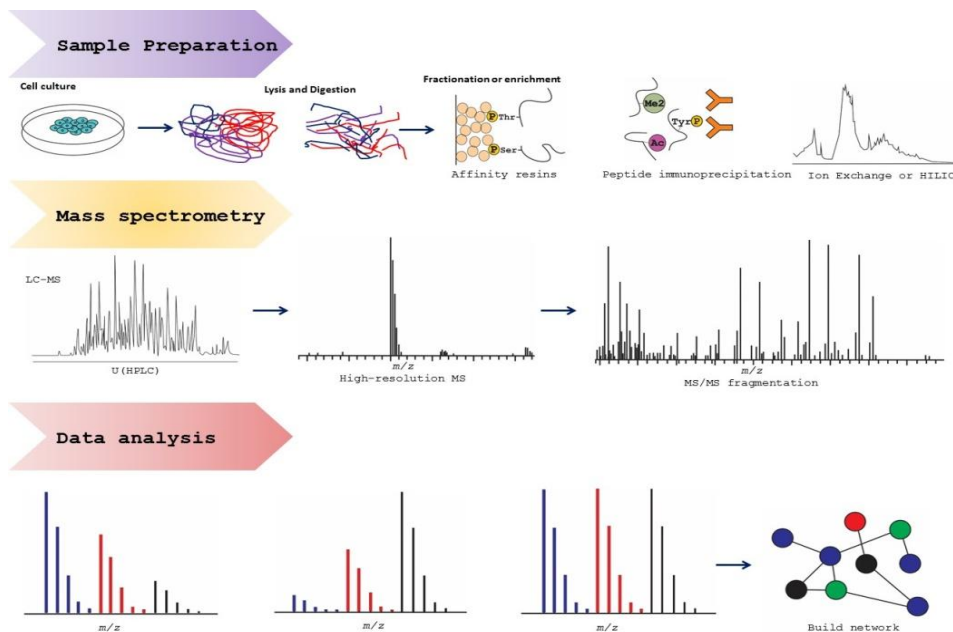 Sample Preparation
Cell culture
Lysis and Digestion
Fractionation or enrichment
P Thr
P Ser
Affinity resins
Me2
Tyr P
Ac
Peptide immunoprecipitation
Ion Exchange or HILIC
Mass spectrometry
LC-MS
U(HPLC)
m/z
High-resolution MS
m/z
MS/MS fragmentation
Data analysis
m/z
m/z
m/z
Build network